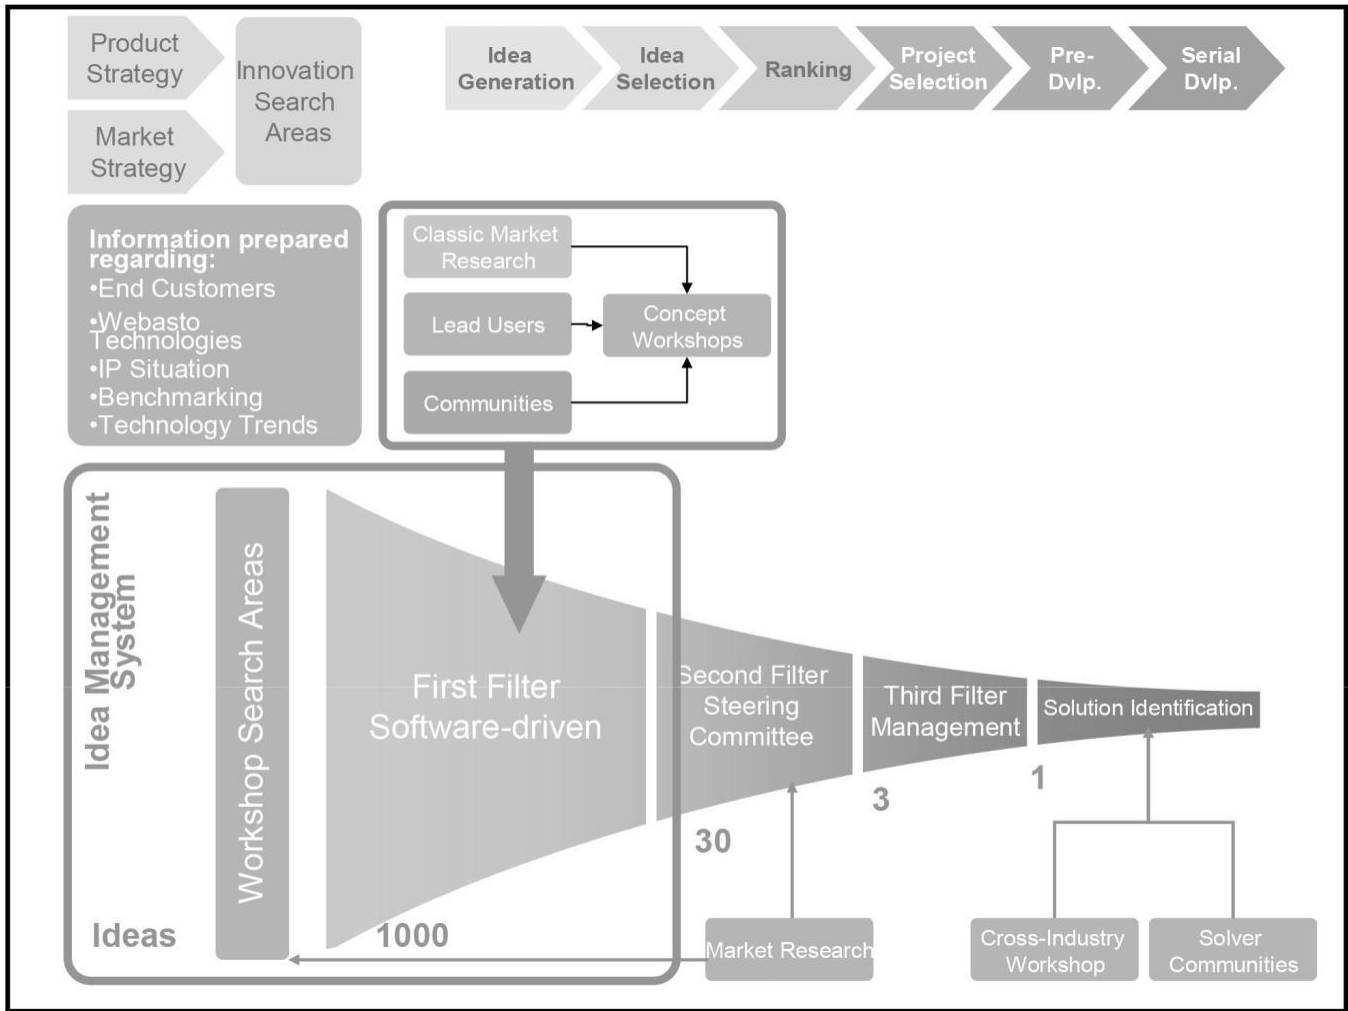 Product
Strategy
Market
Strategy
Innovation
Search
Areas
Idea
Generation
Idea
Selection
Ranking
Project
Selection
Pre-
Dvlp.
Serial
Dvlp.
Information prepared
regarding:
•End Customers
•Webasto
Technologies
•IP Situation
•Benchmarking
•Technology Trends
Classic Market
Research
Lead Users
Communities
Concept
Workshops
Idea Management
System
Workshop Search Areas
First Filter
Software-driven
Second Filter
Steering
Committee
Third Filter
Management
Solution Identification
1
3
30
Ideas
1000
Market Research
Cross-Industry
Workshop
Solver
Communities